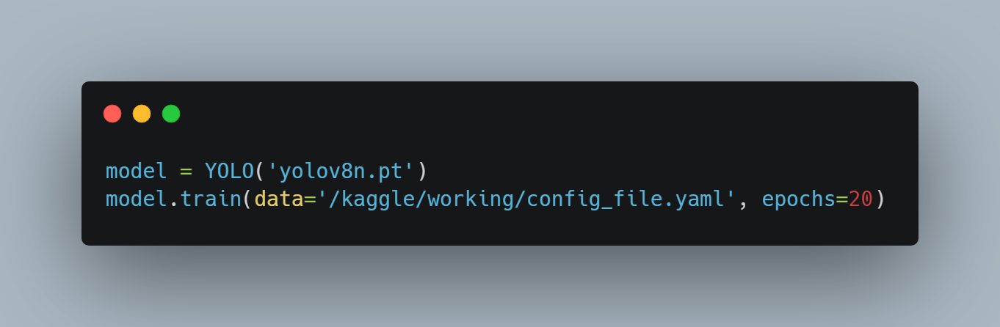 model = YOLO('yolov8n.pt')
model.train(data='/kaggle/working/config_file.yaml', epochs=20)